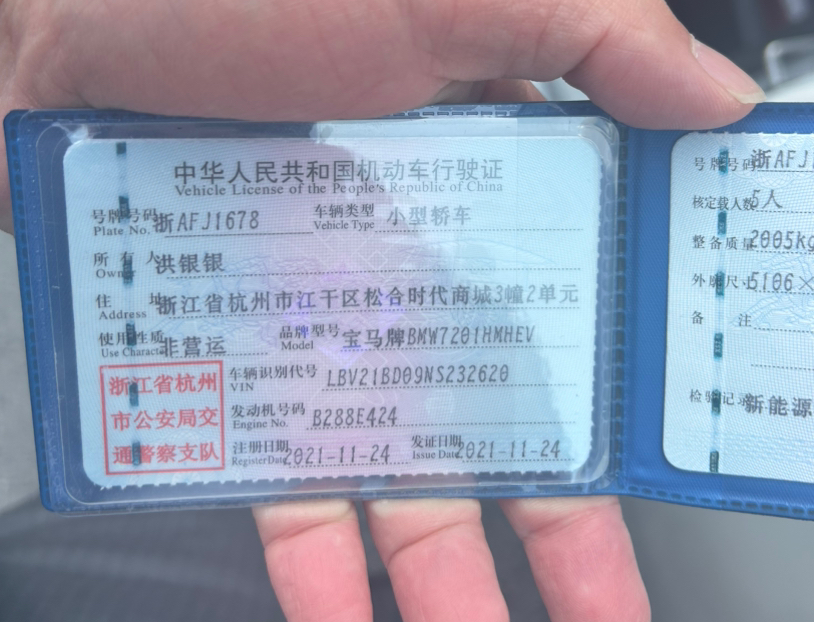 中华人民共和国机动车行驶证
Vehicle License of the People's Republic of China
号牌号码 浙AFJ1678 车辆类型 小型轿车
Plate No. Vehicle Type
所有人 洪银银
Owner
住址 浙江省杭州市江干区松合时代商城3幢2单元
Address
使用性质 非营运 品牌型号 宝马牌BMW7201HMHEV
Use Character Model
浙江省杭州
市公安局交
通警察支队
车辆识别代号 LBV21BD09NS232620
VIN
发动机号码 B288E424
Engine No.
注册日期 2021-11-24 发证日期 2021-11-24
Register Date Issue Date
号牌号码 浙AFJ1
核定载人数 5人
整备质量 2005kg
外廓尺寸 5106×
备注
检验记录 新能源